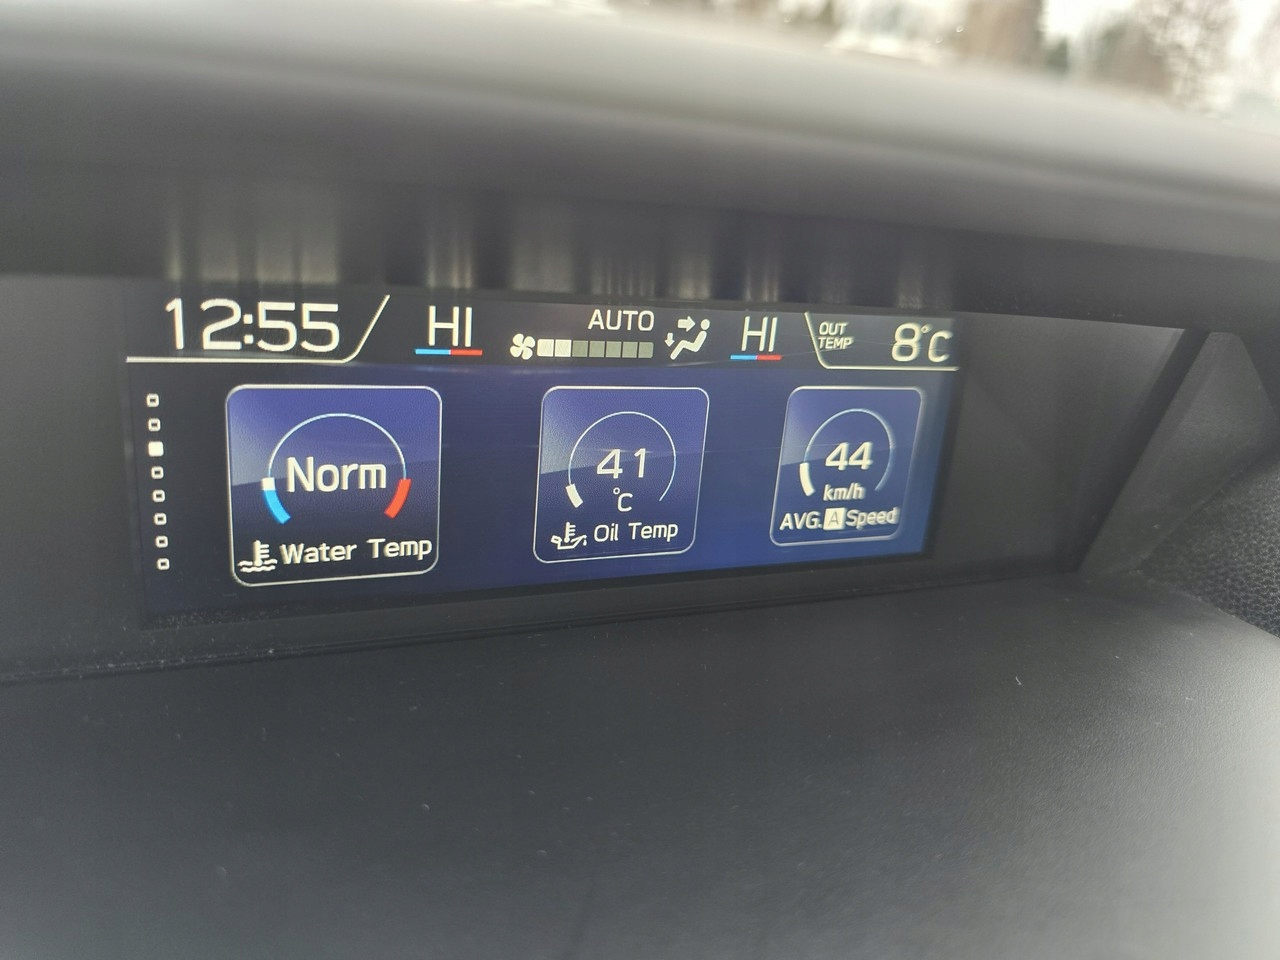 12:55
HI
AUTO
HI
OUT
TEMP
8°C
Norm
Water Temp
41
°C
Oil Temp
44
km/h
AVG. A Speed